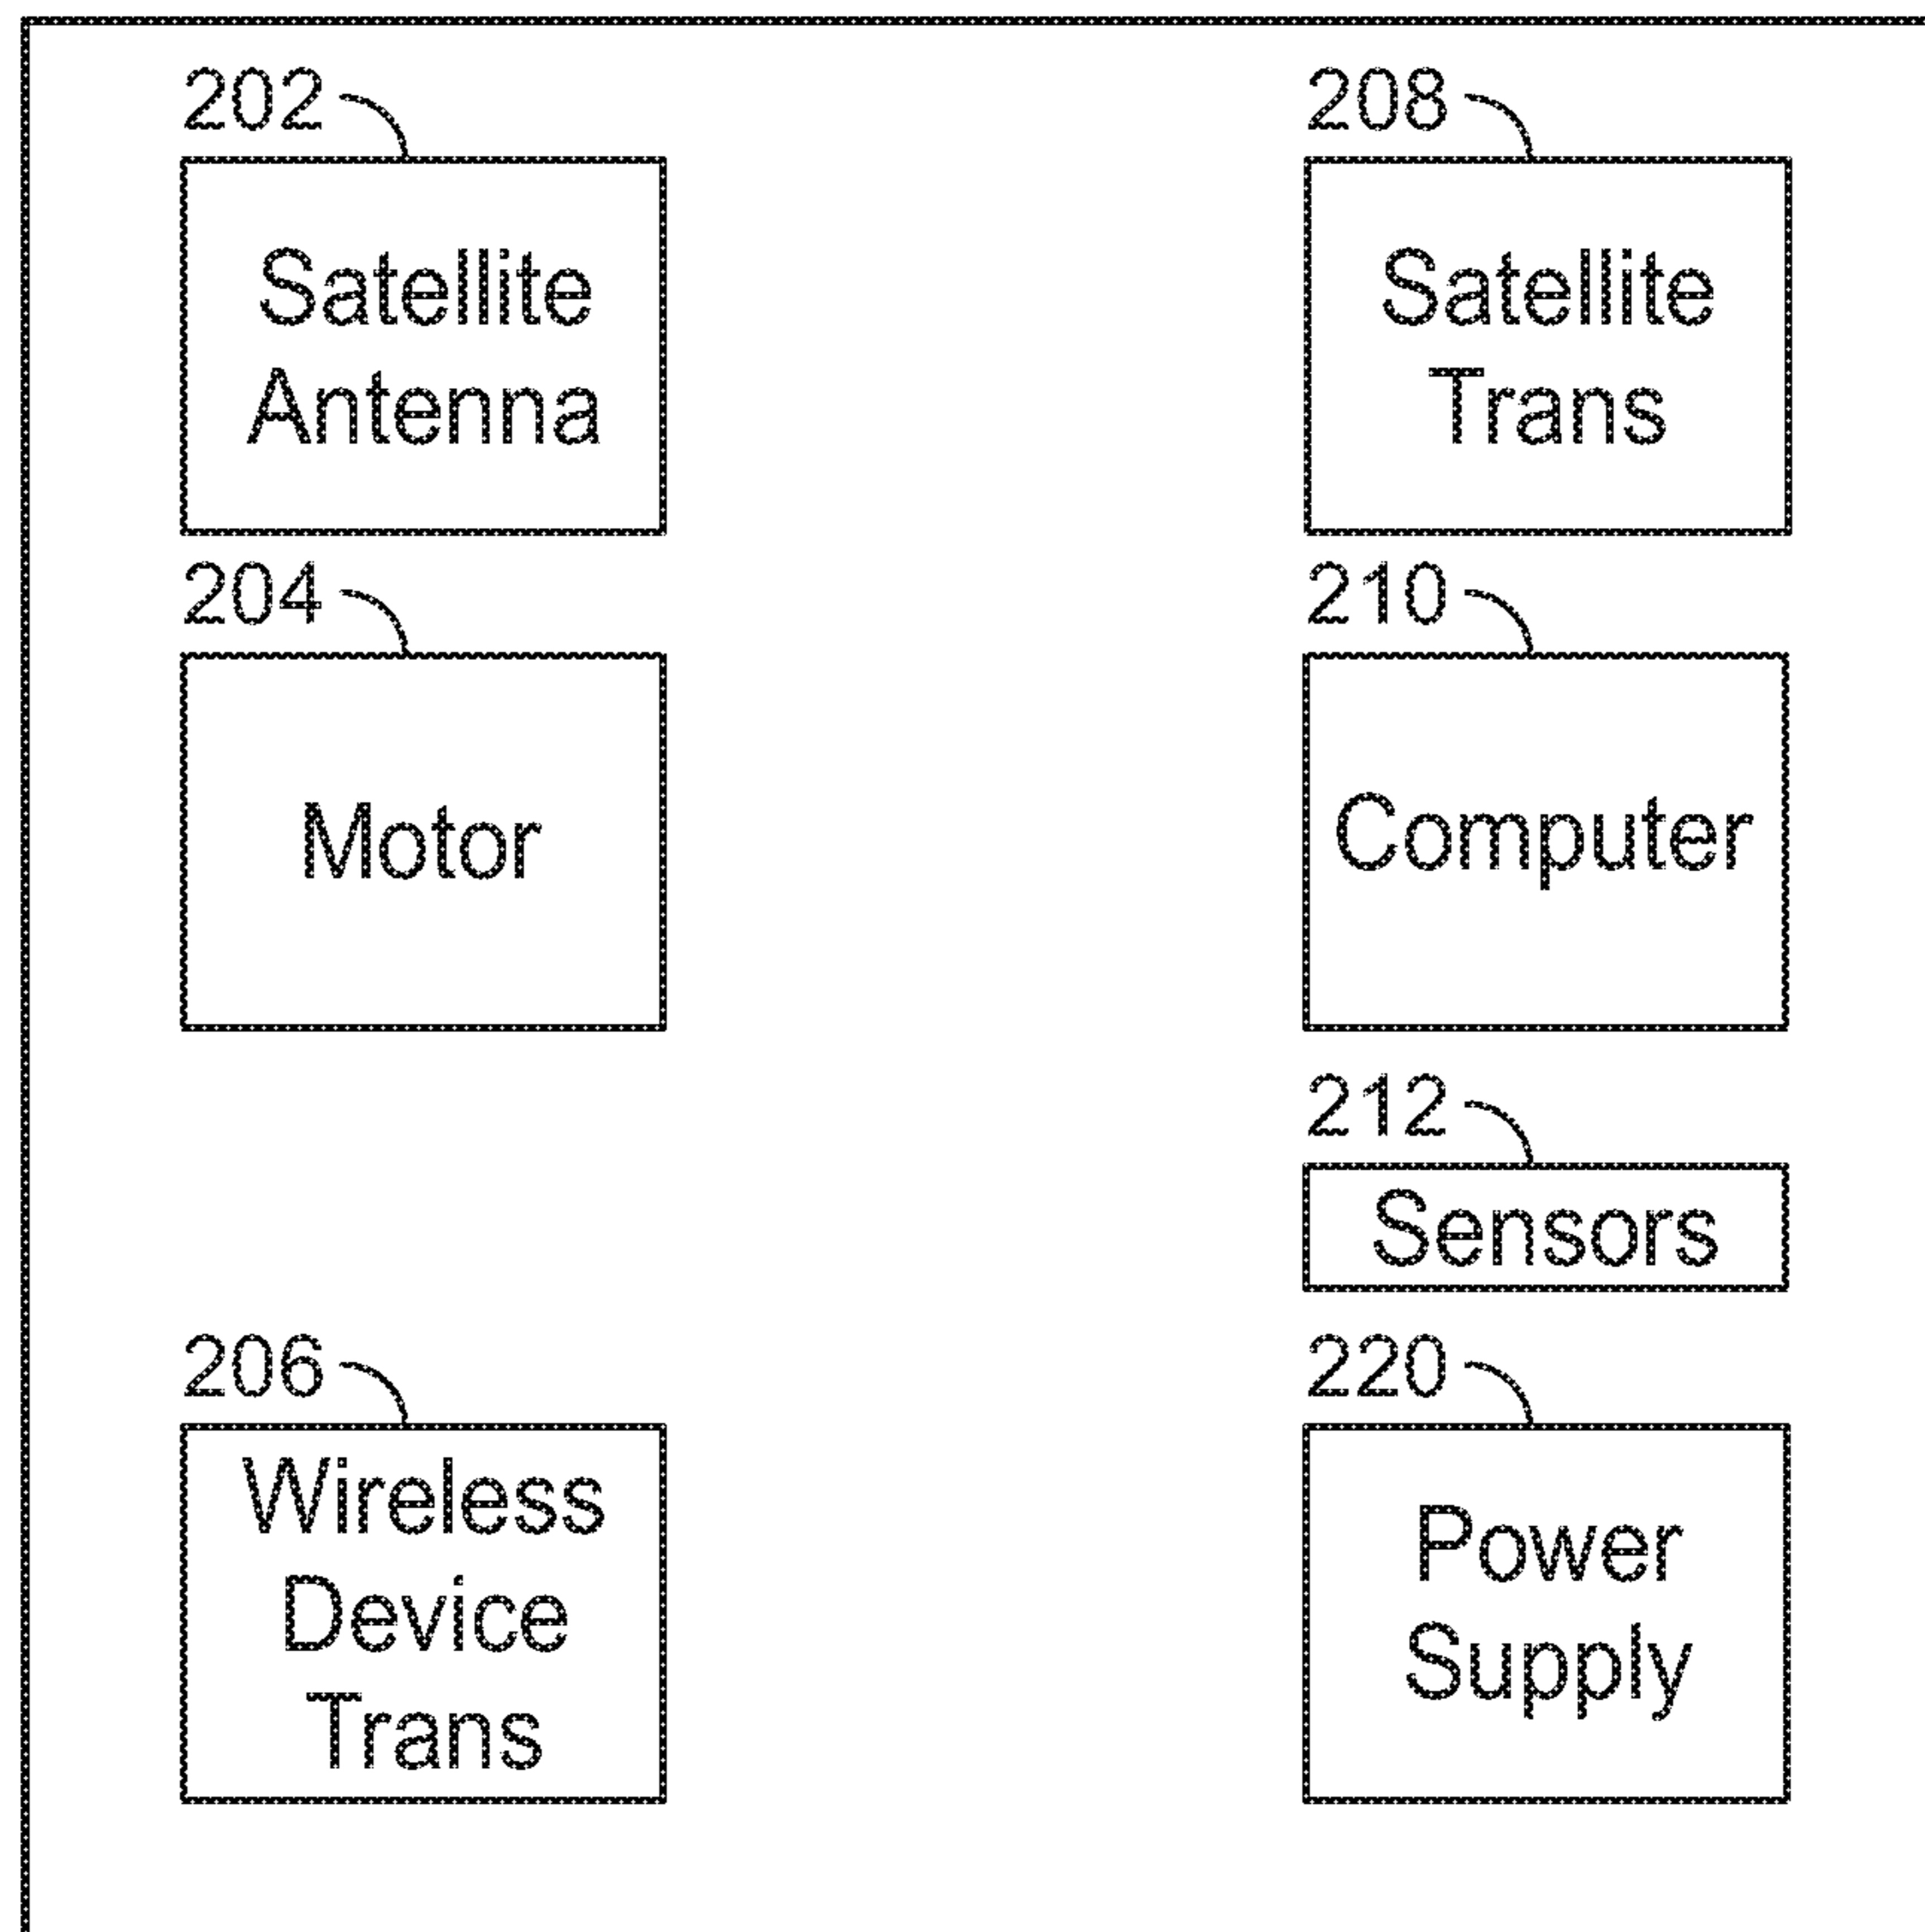 202
Satellite
Antenna
208
Satellite
Trans
204
Motor
210
Computer
212
Sensors
206
Wireless
Device
Trans
220
Power
Supply